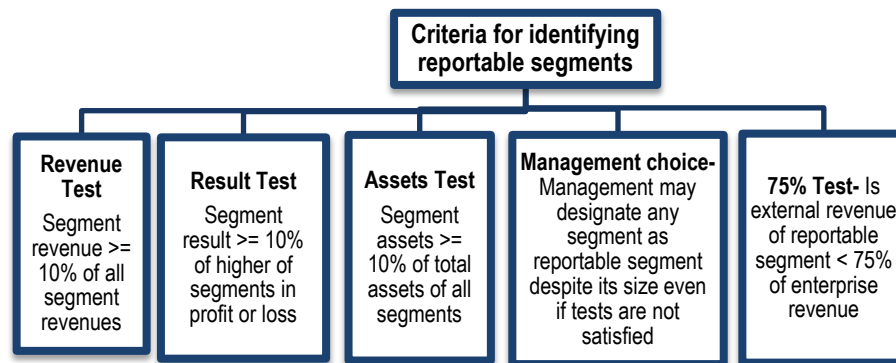 Criteria for identifying
reportable segments
Revenue
Test
Segment
revenue >=
10% of all
segment
revenues
Result Test
Segment
result >= 10%
of higher of
segments in
profit or loss
Assets Test
Segment
assets >=
10% of total
assets of all
segments
Management choice-
Management may
designate any
segment as
reportable segment
despite its size even
if tests are not
satisfied
75% Test- Is
external revenue
of reportable
segment < 75%
of enterprise
revenue